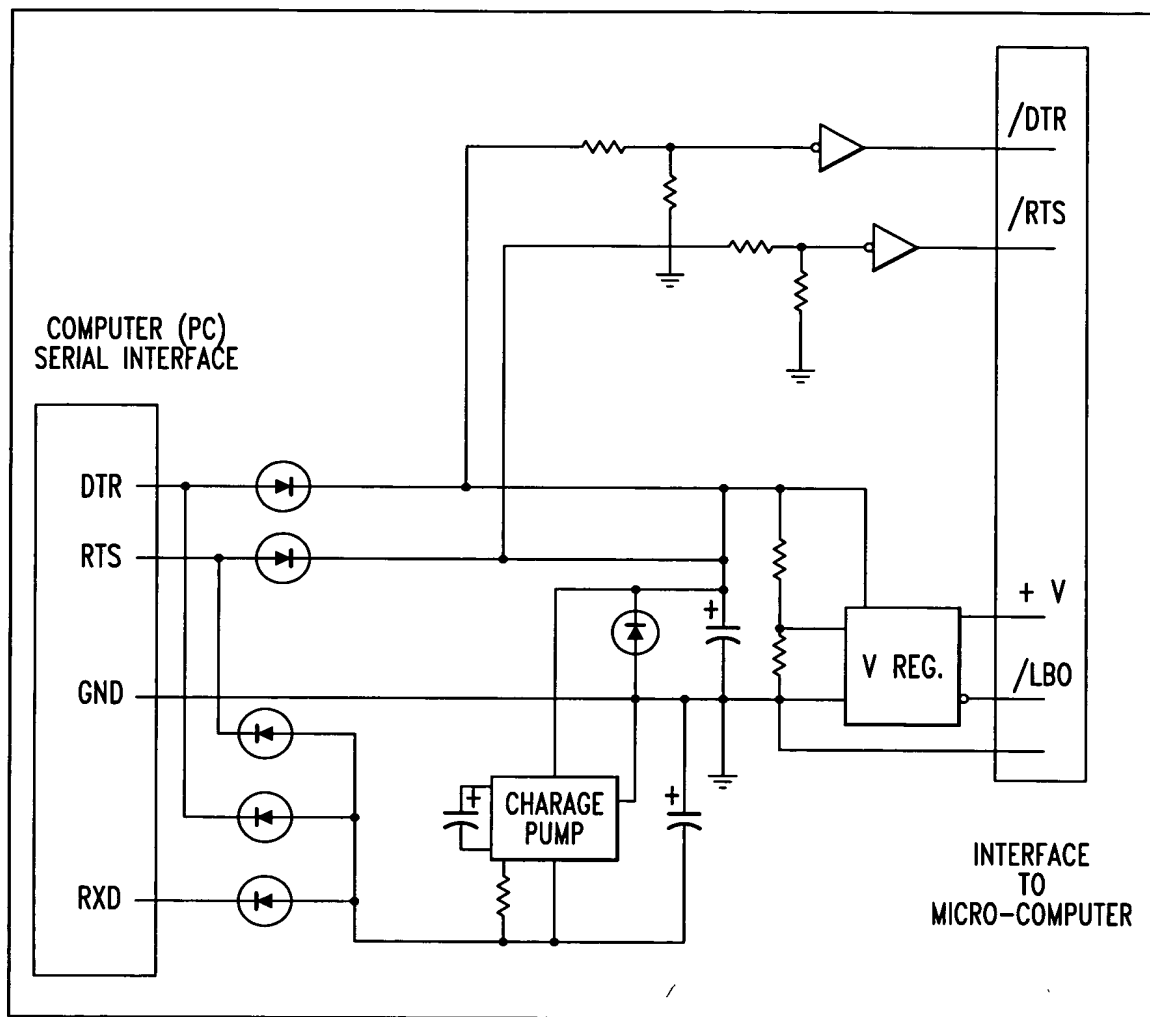 /DTR
/RTS
COMPUTER (PC)
SERIAL INTERFACE
DTR
RTS
+ V
+
V REG.
GND
/LBO
+
CHARAGE
PUMP
+
INTERFACE
TO
MICRO-COMPUTER
RXD